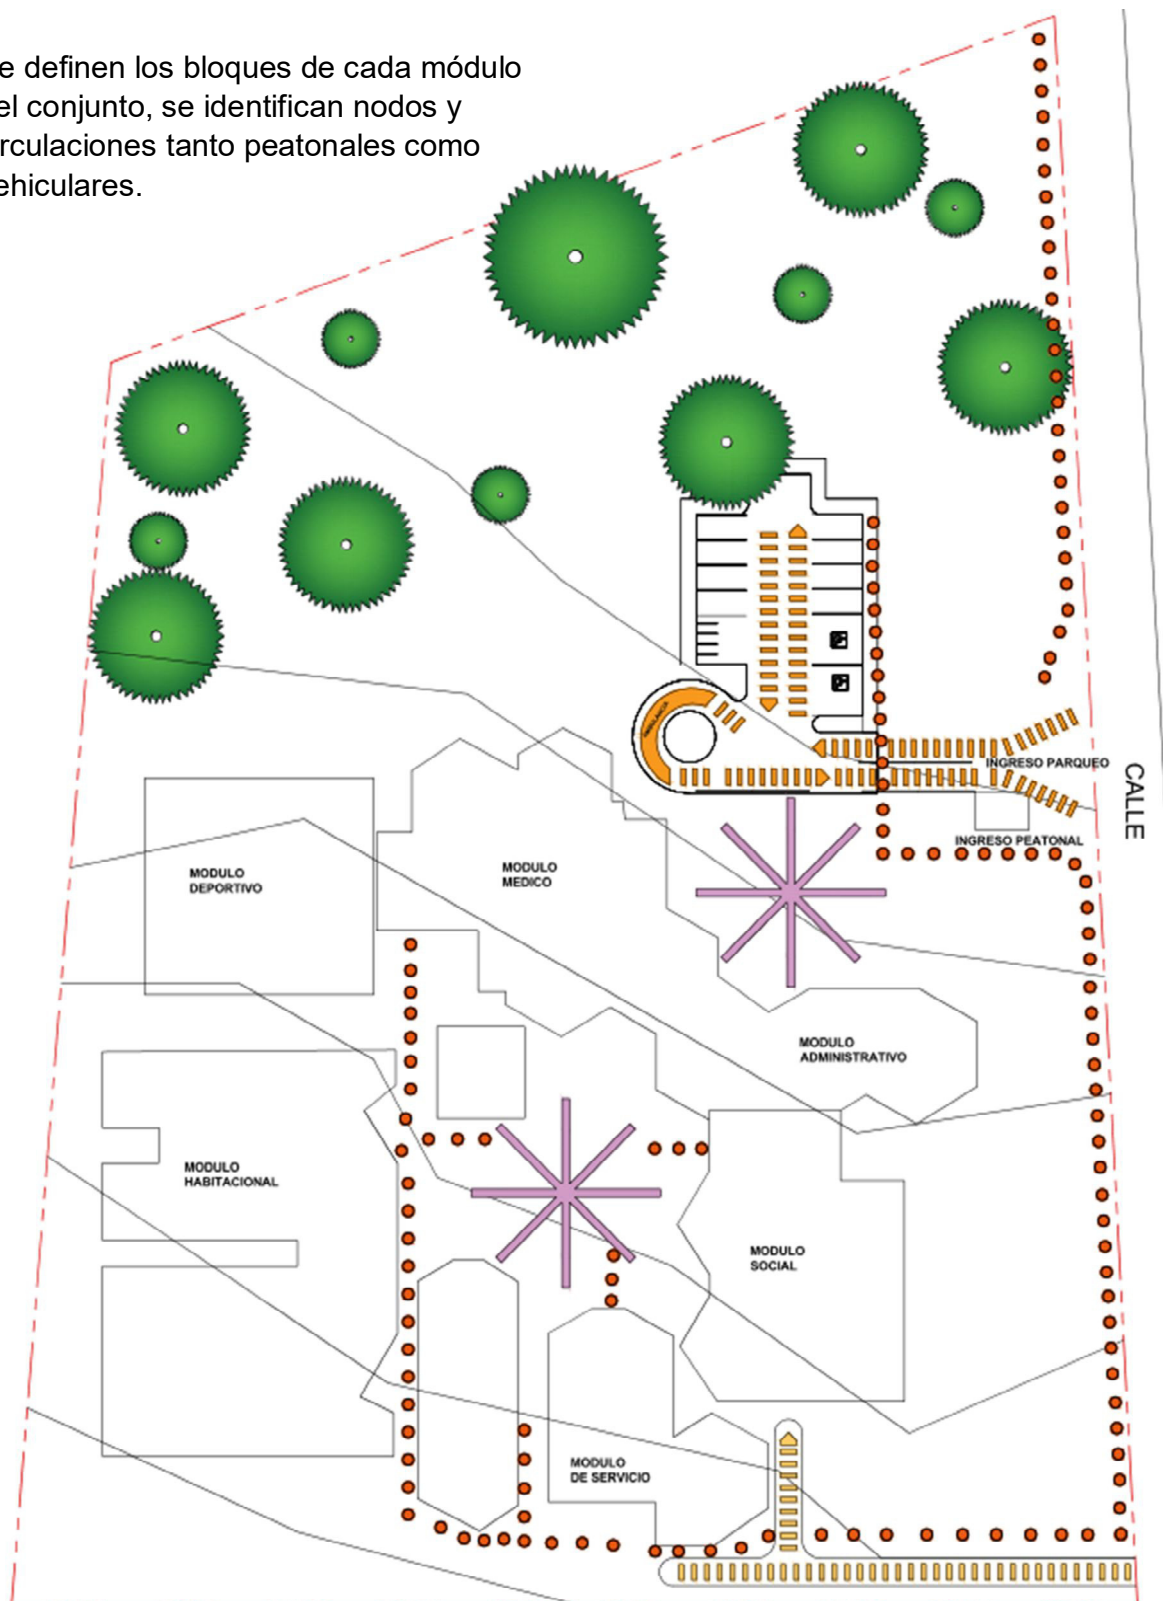 e definen los bloques de cada módulo
el conjunto, se identifican nodos y
rculaciones tanto peatonales como
ehiculares.
AMBULANCIA
INGRESO PARQUEO
CALLE
INGRESO PEATONAL
MODULO
DEPORTIVO
MODULO
MEDICO
MODULO
ADMINISTRATIVO
MODULO
HABITACIONAL
MODULO
SOCIAL
MODULO
DE SERVICIO